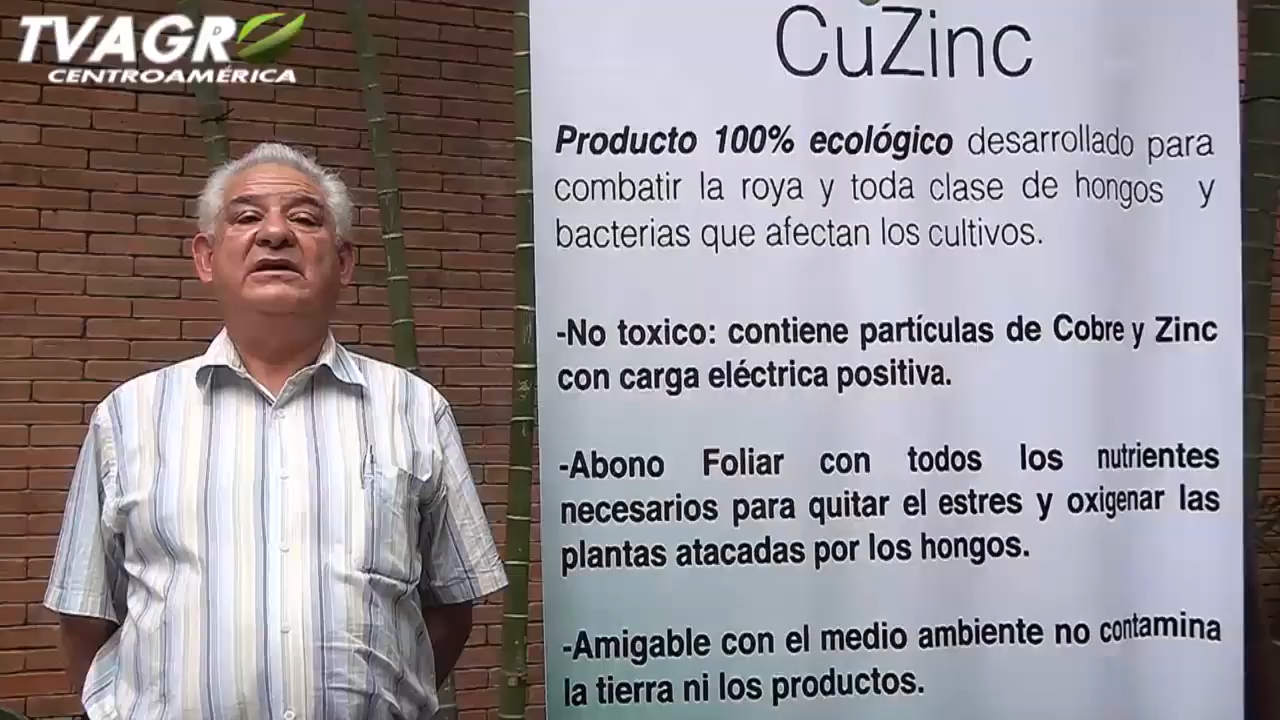 TVAGRO
CENTROAMÉRICA
CuZinc
Producto 100% ecológico desarrollado para
combatir la roya y toda clase de hongos y
bacterias que afectan los cultivos.
-No toxico: contiene partículas de Cobre y Zinc
con carga eléctrica positiva.
-Abono Foliar con todos los nutrientes
necesarios para quitar el estres y oxigenar las
plantas atacadas por los hongos.
-Amigable con el medio ambiente no contamina
la tierra ni los productos.